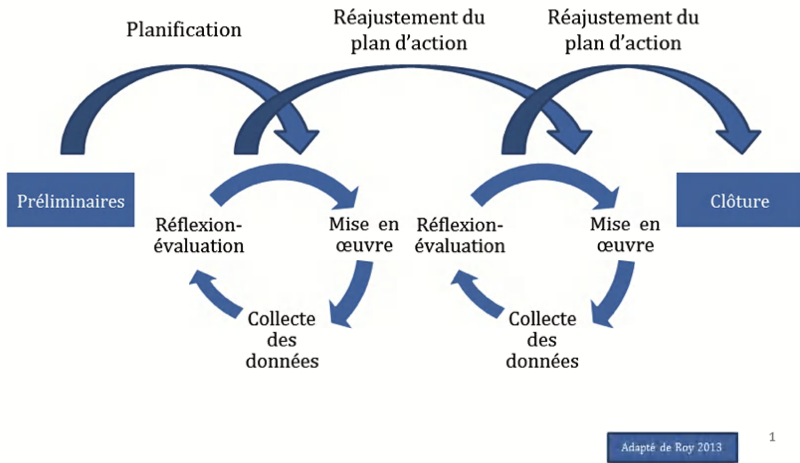 Planification
Réajustement du
plan d’action
Réajustement du
plan d’action
Préliminaires
Réflexion-
évaluation
Mise en
œuvre
Collecte
des
données
Réflexion-
évaluation
Mise en
œuvre
Collecte
des
données
Clôture
Adapté de Roy 2013
1